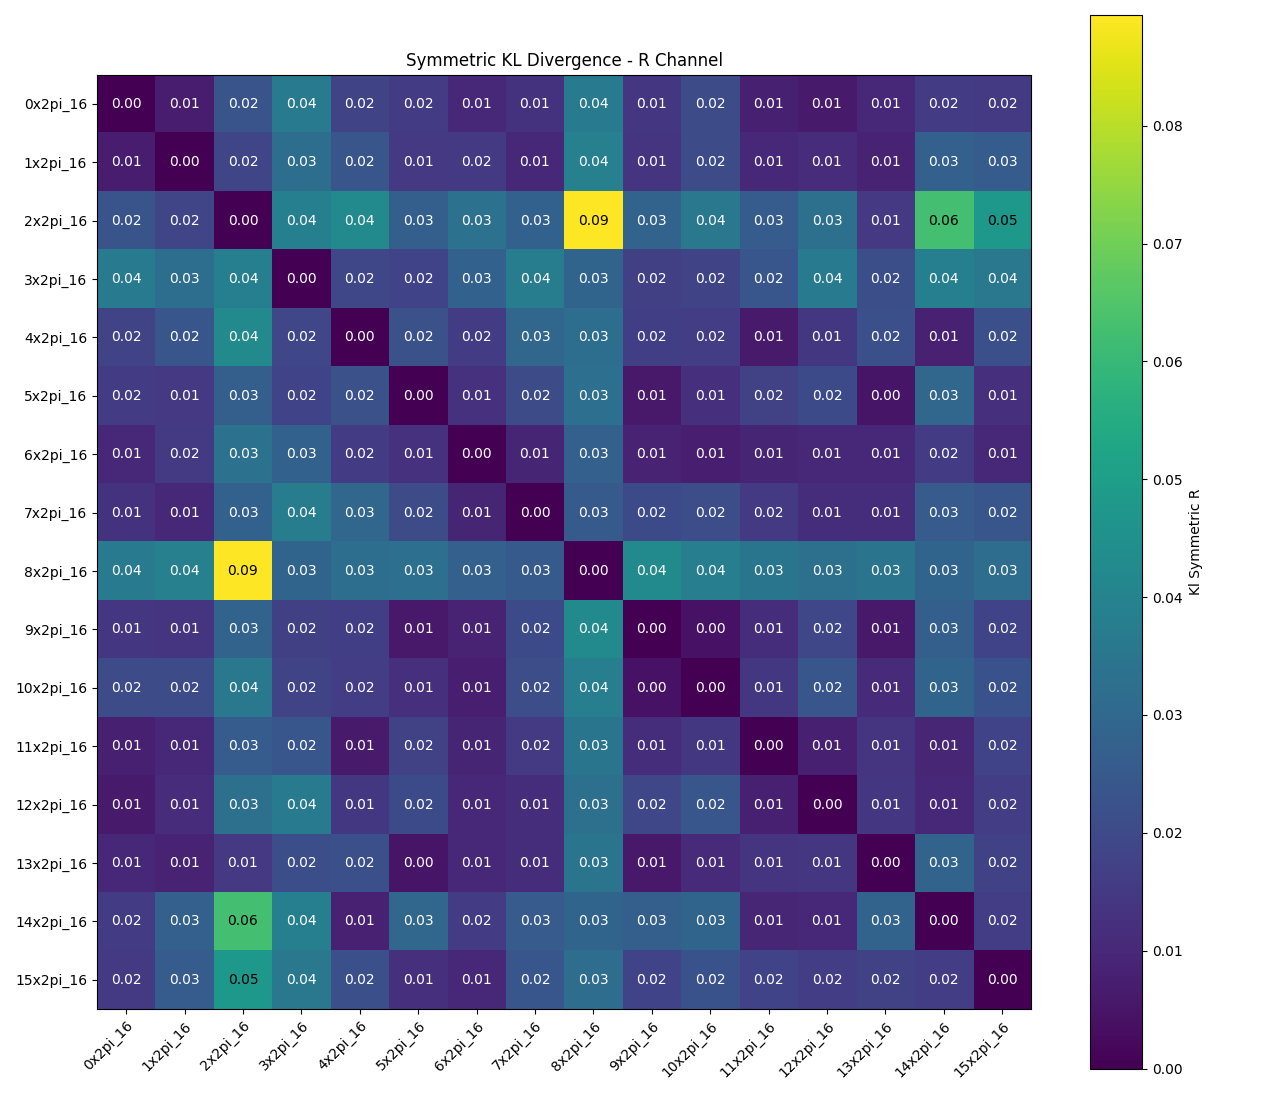 Symmetric KL Divergence - R Channel
0x2pi_16 0.00 0.01 0.02 0.04 0.02 0.02 0.01 0.01 0.04 0.01 0.02 0.01 0.01 0.01 0.02 0.02
1x2pi_16 0.01 0.00 0.02 0.03 0.02 0.01 0.02 0.01 0.04 0.01 0.02 0.01 0.01 0.01 0.03 0.03
2x2pi_16 0.02 0.02 0.00 0.04 0.04 0.03 0.03 0.03 0.09 0.03 0.04 0.03 0.03 0.01 0.06 0.05
3x2pi_16 0.04 0.03 0.04 0.00 0.02 0.02 0.03 0.04 0.03 0.02 0.02 0.02 0.04 0.02 0.04 0.04
4x2pi_16 0.02 0.02 0.04 0.02 0.00 0.02 0.02 0.03 0.03 0.02 0.02 0.01 0.01 0.02 0.01 0.02
5x2pi_16 0.02 0.01 0.03 0.02 0.02 0.00 0.01 0.02 0.03 0.01 0.01 0.02 0.02 0.00 0.03 0.01
6x2pi_16 0.01 0.02 0.03 0.03 0.02 0.01 0.00 0.01 0.03 0.01 0.01 0.01 0.01 0.01 0.02 0.01
7x2pi_16 0.01 0.01 0.03 0.04 0.03 0.02 0.01 0.00 0.03 0.02 0.02 0.02 0.01 0.01 0.03 0.02
8x2pi_16 0.04 0.04 0.09 0.03 0.03 0.03 0.03 0.03 0.00 0.04 0.04 0.03 0.03 0.03 0.03 0.03
9x2pi_16 0.01 0.01 0.03 0.02 0.02 0.01 0.01 0.02 0.04 0.00 0.00 0.01 0.02 0.01 0.03 0.02
10x2pi_16 0.02 0.02 0.04 0.02 0.02 0.01 0.01 0.02 0.04 0.00 0.00 0.01 0.02 0.01 0.03 0.02
11x2pi_16 0.01 0.01 0.03 0.02 0.01 0.02 0.01 0.02 0.03 0.01 0.01 0.00 0.01 0.01 0.01 0.02
12x2pi_16 0.01 0.01 0.03 0.04 0.01 0.02 0.01 0.01 0.03 0.02 0.02 0.01 0.00 0.01 0.01 0.02
13x2pi_16 0.01 0.01 0.01 0.02 0.02 0.00 0.01 0.01 0.03 0.01 0.01 0.01 0.01 0.00 0.03 0.02
14x2pi_16 0.02 0.03 0.06 0.04 0.01 0.03 0.02 0.03 0.03 0.03 0.03 0.01 0.01 0.03 0.00 0.02
15x2pi_16 0.02 0.03 0.05 0.04 0.02 0.01 0.01 0.02 0.03 0.02 0.02 0.02 0.02 0.02 0.02 0.00
0x2pi_16 1x2pi_16 2x2pi_16 3x2pi_16 4x2pi_16 5x2pi_16 6x2pi_16 7x2pi_16 8x2pi_16 9x2pi_16 10x2pi_16 11x2pi_16 12x2pi_16 13x2pi_16 14x2pi_16 15x2pi_16
0.08
0.07
0.06
0.05
0.04
0.03
0.02
0.01
0.00
Kl Symmetric R